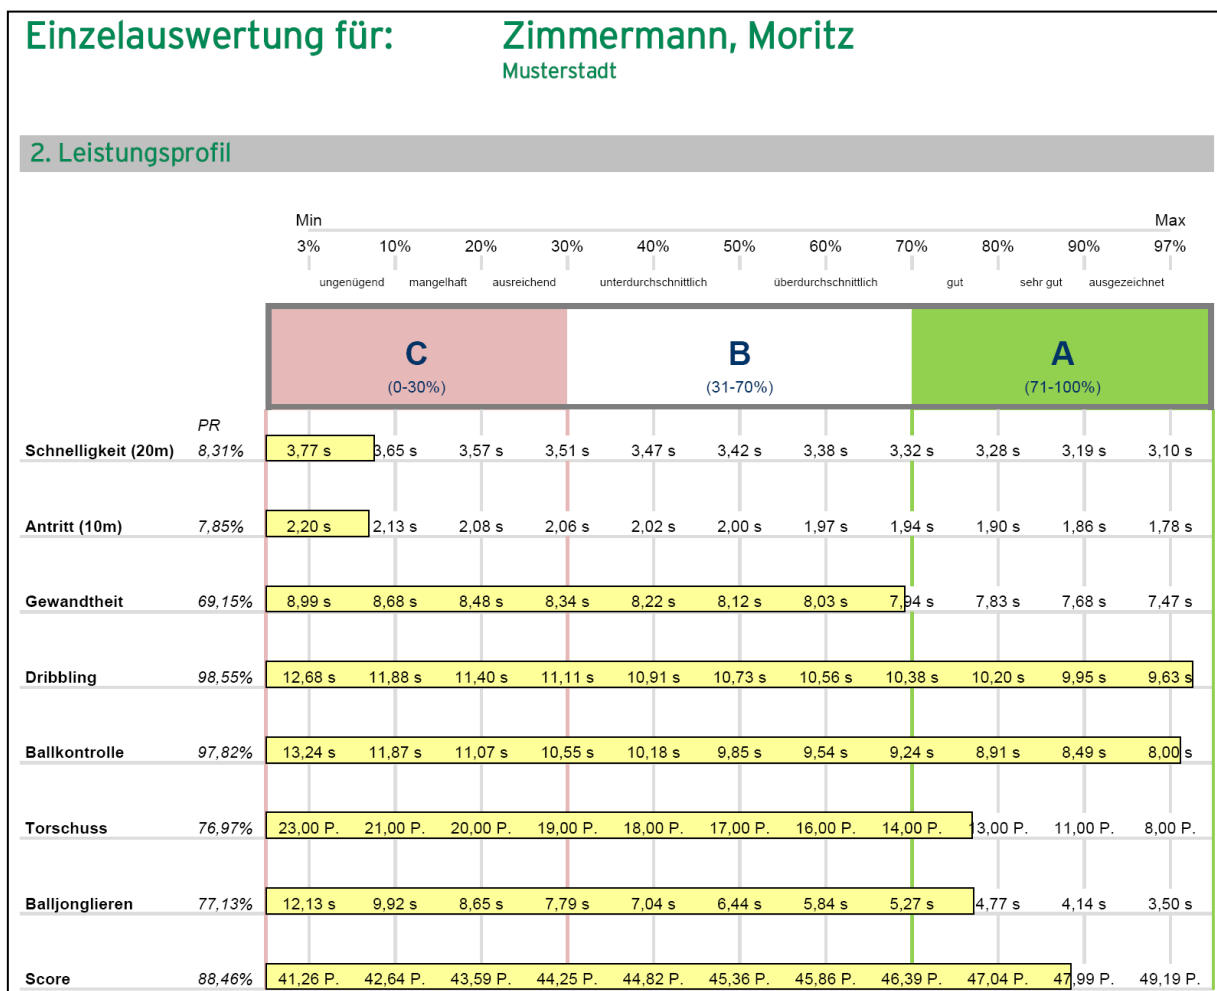 Einzelauswertung für: Zimmermann, Moritz
Musterstadt
2. Leistungsprofil
Min Max
3% 10% 20% 30% 40% 50% 60% 70% 80% 90% 97%
ungenügend mangelhaft ausreichend unterdurchschnittlich überdurchschnittlich gut sehr gut ausgezeichnet
C B A
(0-30%) (31-70%) (71-100%)
PR
Schnelligkeit (20m) 8,31% 3,77 s 3,65 s 3,57 s 3,51 s 3,47 s 3,42 s 3,38 s 3,32 s 3,28 s 3,19 s 3,10 s
Antritt (10m) 7,85% 2,20 s 2,13 s 2,08 s 2,06 s 2,02 s 2,00 s 1,97 s 1,94 s 1,90 s 1,86 s 1,78 s
Gewandtheit 69,15% 8,99 s 8,68 s 8,48 s 8,34 s 8,22 s 8,12 s 8,03 s 7,94 s 7,83 s 7,68 s 7,47 s
Dribbling 98,55% 12,68 s 11,88 s 11,40 s 11,11 s 10,91 s 10,73 s 10,56 s 10,38 s 10,20 s 9,95 s 9,63 s
Ballkontrolle 97,82% 13,24 s 11,87 s 11,07 s 10,55 s 10,18 s 9,85 s 9,54 s 9,24 s 8,91 s 8,49 s 8,00 s
Torschuss 76,97% 23,00 P. 21,00 P. 20,00 P. 19,00 P. 18,00 P. 17,00 P. 16,00 P. 14,00 P. 13,00 P. 11,00 P. 8,00 P.
Balljonglieren 77,13% 12,13 s 9,92 s 8,65 s 7,79 s 7,04 s 6,44 s 5,84 s 5,27 s 4,77 s 4,14 s 3,50 s
Score 88,46% 41,26 P. 42,64 P. 43,59 P. 44,25 P. 44,82 P. 45,36 P. 45,86 P. 46,39 P. 47,04 P. 47,99 P. 49,19 P.